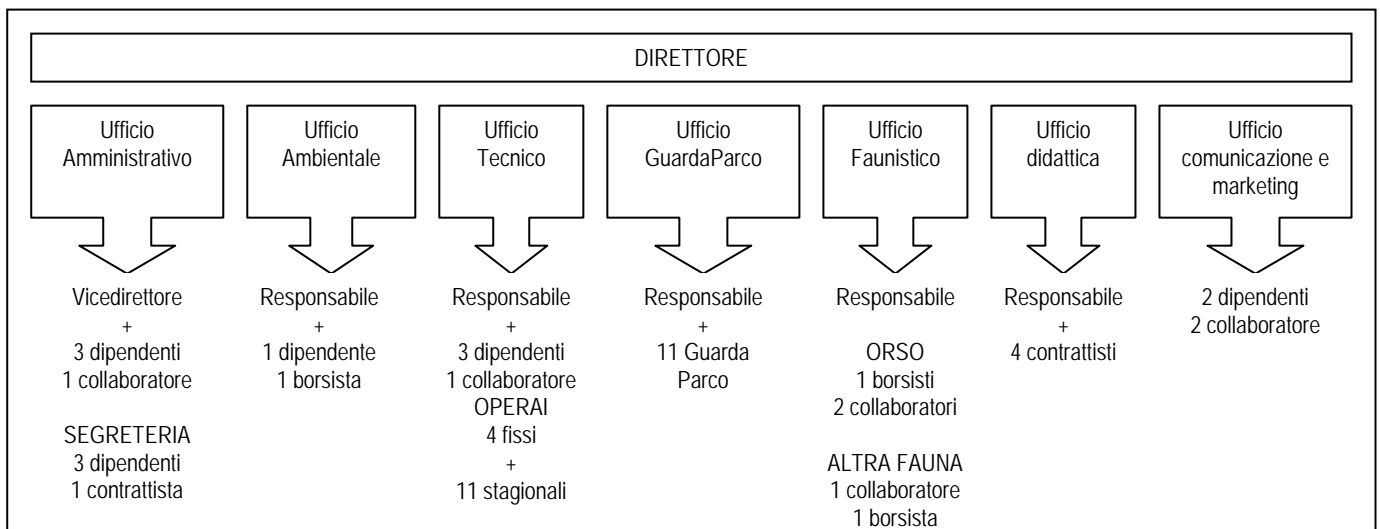 DIRETTORE
Ufficio
Amministrativo
Ufficio
Ambientale
Ufficio
Tecnico
Ufficio
GuardaParco
Ufficio
Faunistico
Ufficio
didattica
Ufficio
comunicazione e
marketing
Vicedirettore
+
3 dipendenti
1 collaboratore
SEGRETERIA
3 dipendenti
1 contrattista
Responsabile
+
1 dipendente
1 borsista
Responsabile
+
3 dipendenti
1 collaboratore
OPERAI
4 fissi
+
11 stagionali
Responsabile
+
11 Guarda
Parco
Responsabile
ORSO
1 borsisti
2 collaboratori
ALTRA FAUNA
1 collaboratore
1 borsista
Responsabile
+
4 contrattisti
2 dipendenti
2 collaboratore